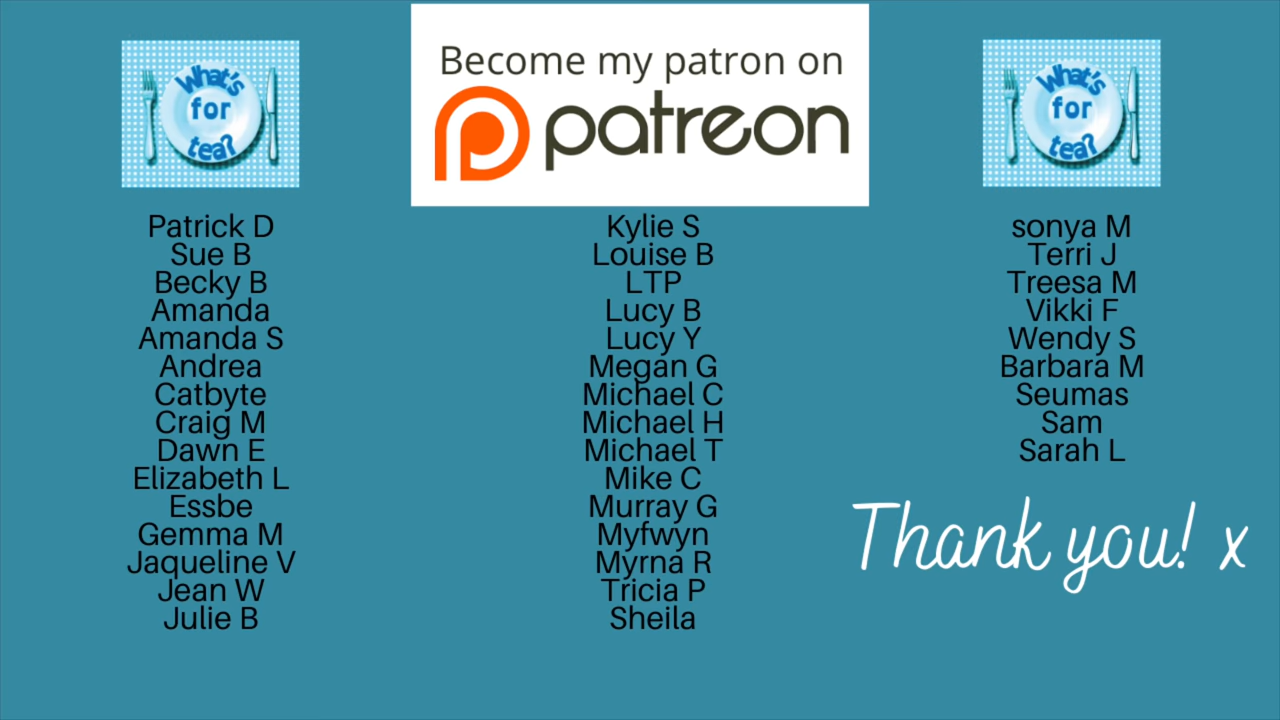 What's
for
tea?
Become my patron on
patreon
What's
for
tea?
Patrick D
Sue B
Becky B
Amanda
Amanda S
Andrea
Catbyte
Craig M
Dawn E
Elizabeth L
Essbe
Gemma M
Jaqueline V
Jean W
Julie B
Kylie S
Louise B
LTP
Lucy B
Lucy Y
Megan G
Michael C
Michael H
Michael T
Mike C
Murray G
Myfwyn
Myrna R
Tricia P
Sheila
sonya M
Terri J
Treesa M
Vikki F
Wendy S
Barbara M
Seumas
Sam
Sarah L
Thank you! x